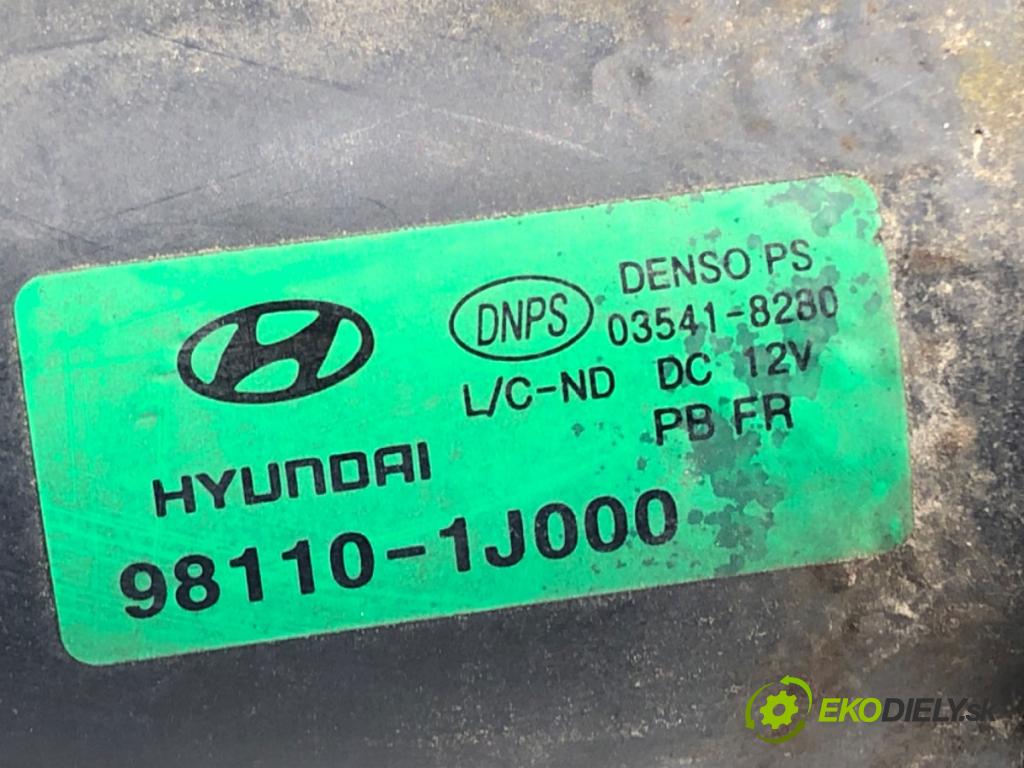 DNPS
DENSO PS
03541-8280
L/C-ND DC 12V
PB FR
HYUNDAI
98110-1J000
EKODIELY.sk